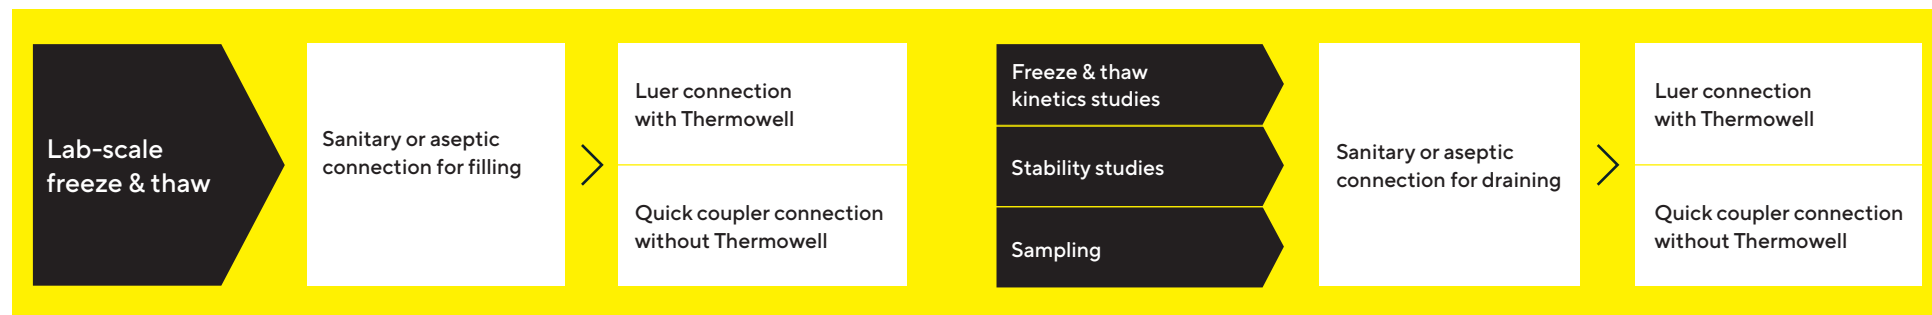 Lab-scale
freeze & thaw
Sanitary or aseptic
connection for filling
Luer connection
with Thermowell
Quick coupler connection
without Thermowell
Freeze & thaw
kinetics studies
Stability studies
Sampling
Sanitary or aseptic
connection for draining
Luer connection
with Thermowell
Quick coupler connection
without Thermowell